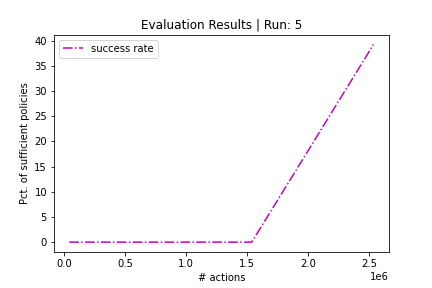 Evaluation Results | Run: 5
success rate
Pct. of sufficient policies
40
35
30
25
20
15
10
5
0
0.0 0.5 1.0 1.5 2.0 2.5
1e6
# actions